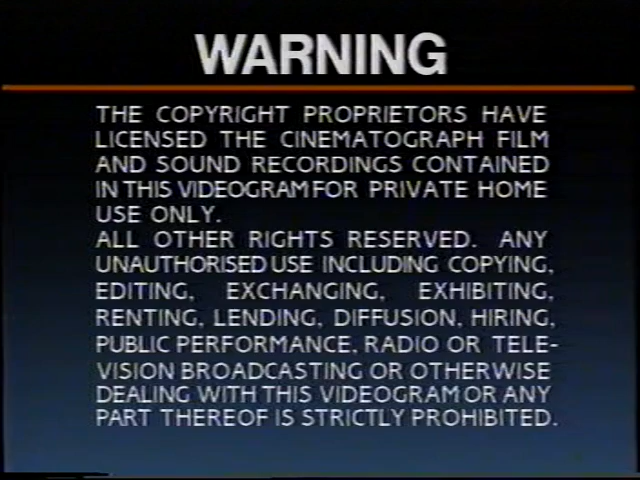 WARNING
THE COPYRIGHT PROPRIETORS HAVE
LICENSED THE CINEMATOGRAPH FILM
AND SOUND RECORDINGS CONTAINED
IN THIS VIDEOGRAM FOR PRIVATE HOME
USE ONLY.
ALL OTHER RIGHTS RESERVED. ANY
UNAUTHORISED USE INCLUDING COPYING,
EDITING, EXCHANGING, EXHIBITING,
RENTING, LENDING, DIFFUSION, HIRING,
PUBLIC PERFORMANCE, RADIO OR TELE-
VISION BROADCASTING OR OTHERWISE
DEALING WITH THIS VIDEOGRAM OR ANY
PART THEREOF IS STRICTLY PROHIBITED.